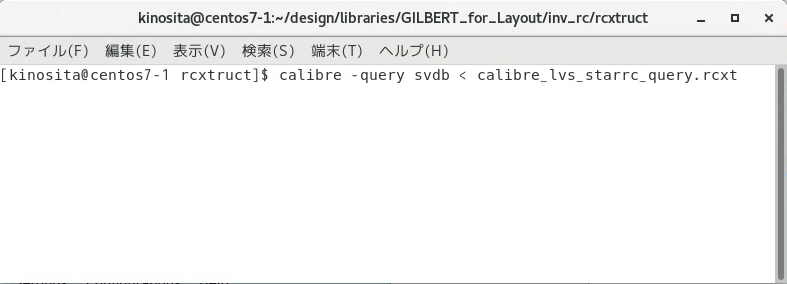 kinosita@centos7-1:~/design/libraries/GILBERT_for_Layout/inv_rc/rcxtruct
ファイル(F) 編集(E) 表示(V) 検索(S) 端末(T) ヘルプ(H)
[kinosita@centos7-1 rcxtruct]$ calibre -query svdb < calibre_lvs_starrc_query.rcxt